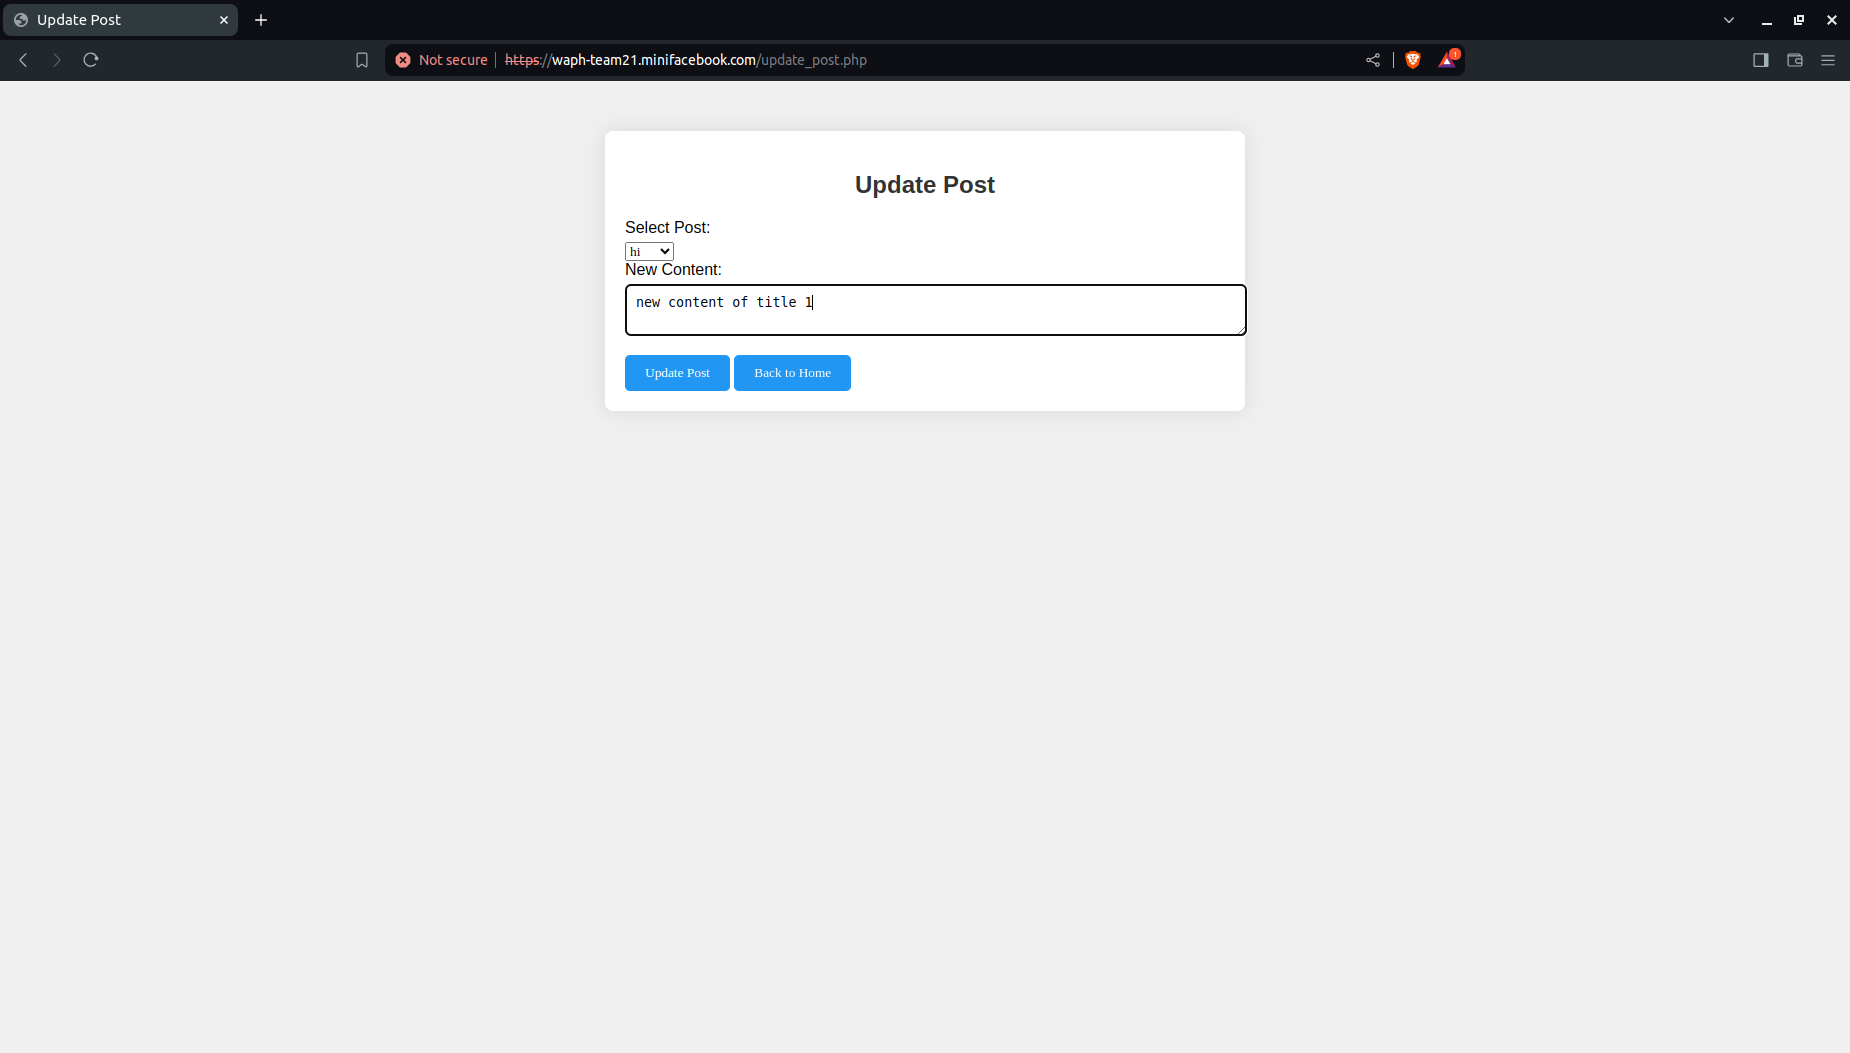 Update Post
Not secure https://waph-team21.minifacebook.com/update_post.php
1
Update Post
Select Post:
hi
New Content:
new content of title 1
Update Post Back to Home